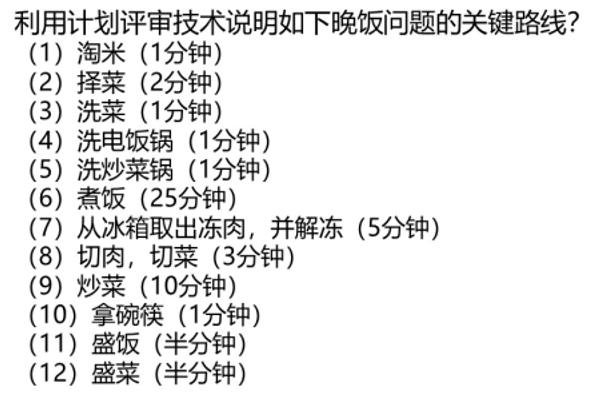 利用计划评审技术说明如下晚饭问题的关键路线？
（1）淘米（1分钟）
（2）择菜（2分钟）
（3）洗菜（1分钟）
（4）洗电饭锅（1分钟）
（5）洗炒菜锅（1分钟）
（6）煮饭（25分钟）
（7）从冰箱取出冻肉，并解冻（5分钟）
（8）切肉，切菜（3分钟）
（9）炒菜（10分钟）
（10）拿碗筷（1分钟）
（11）盛饭（半分钟）
（12）盛菜（半分钟）